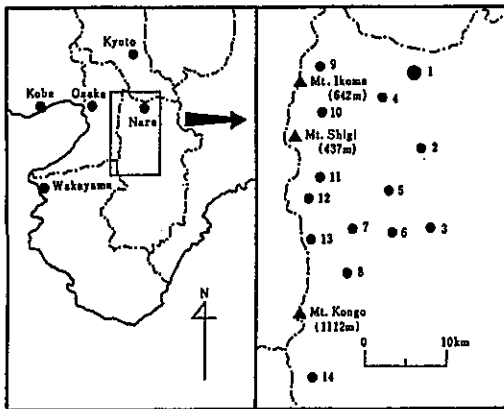 Kyoto
Kobe
Osaka
Nara
Wakayama
N
9
1
Mt. Ikoma
(642m)
4
10
Mt. Shigi
(437m)
2
11
5
12
7
6
3
13
8
Mt. Kongo
(1112m)
0
10km
14